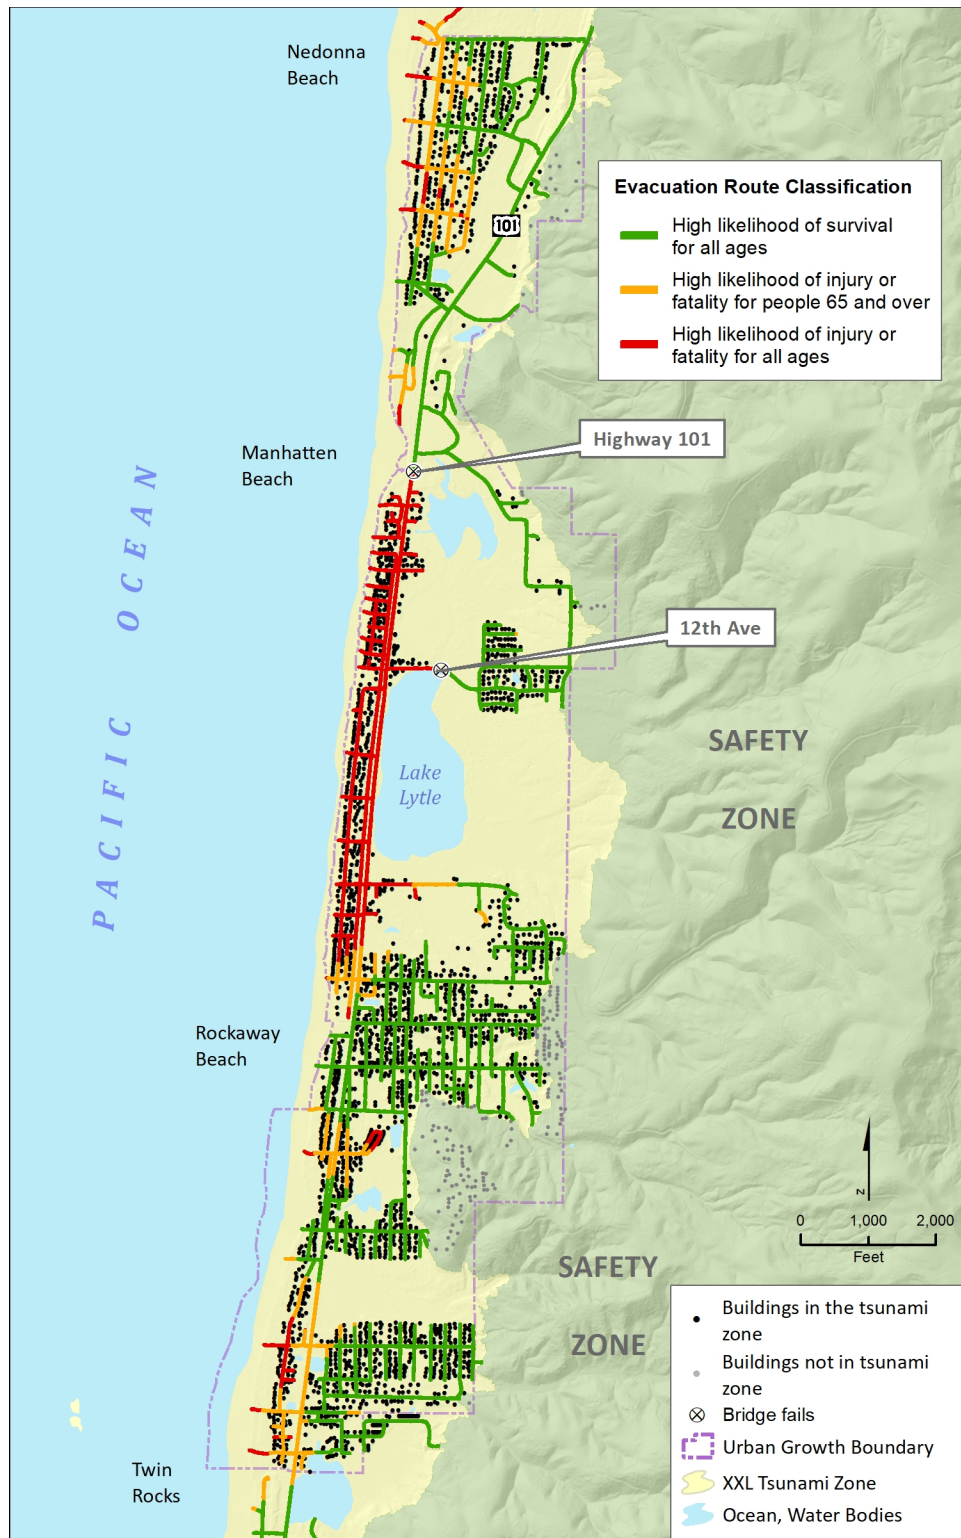 Nedonna
Beach
Evacuation Route Classification
High likelihood of survival
for all ages
High likelihood of injury or
fatality for people 65 and over
High likelihood of injury or
fatality for all ages
101
Highway 101
Manhatten
Beach
PACIFIC OCEAN
12th Ave
SAFETY
ZONE
Lake
Lytle
Rockaway
Beach
N
0 1,000 2,000
Feet
SAFETY
ZONE
Buildings in the tsunami
zone
Buildings not in tsunami
zone
Bridge fails
Urban Growth Boundary
XXL Tsunami Zone
Ocean, Water Bodies
Twin
Rocks